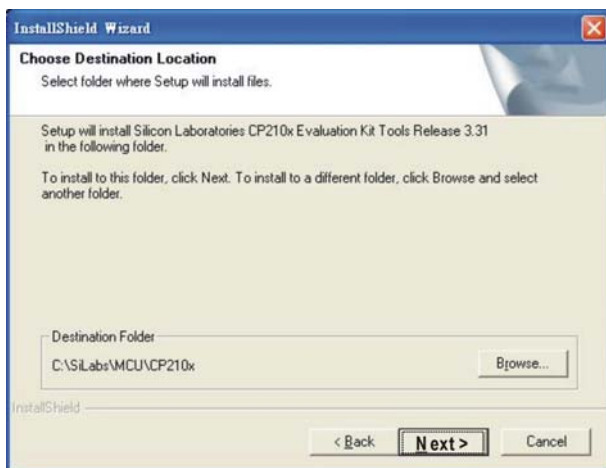 InstallShield Wizard
Choose Destination Location
Select folder where Setup will install files.
Setup will install Silicon Laboratories CP210x Evaluation Kit Tools Release 3.31
in the following folder.
To install to this folder, click Next. To install to a different folder, click Browse and select
another folder.
Destination Folder
C:\SiLabs\MCU\CP210x
Browse...
InstallShield
< Back
Next >
Cancel